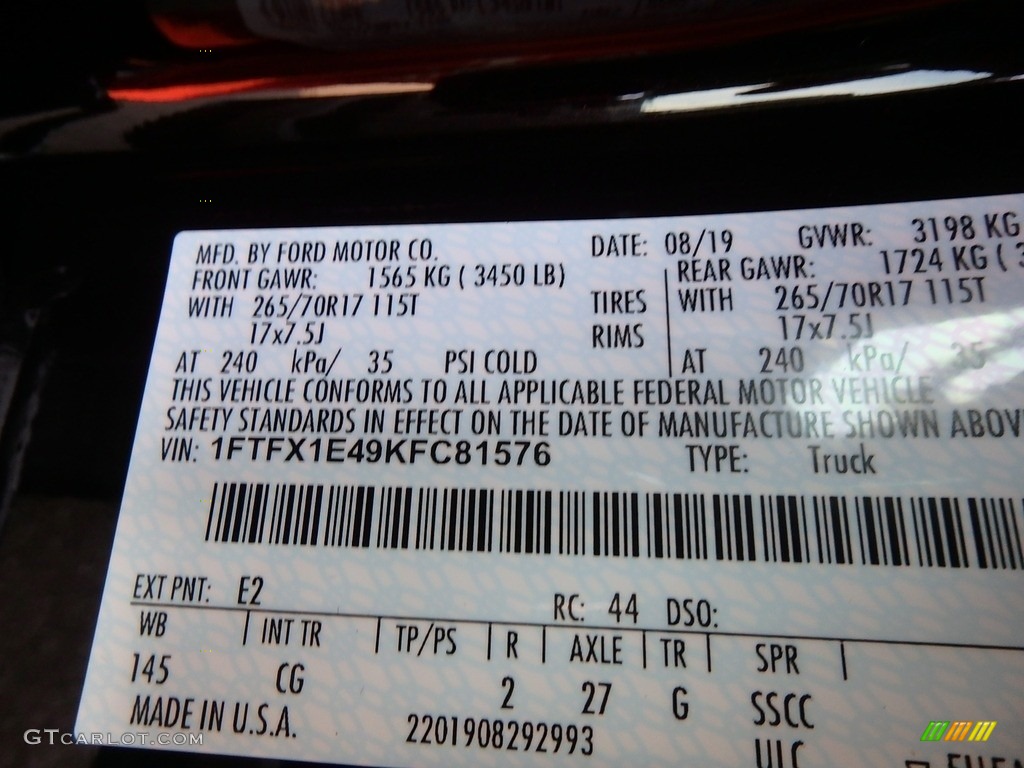 MFD. BY FORD MOTOR CO. DATE: 08/19 GVWR: 3198 KG
FRONT GAWR: 1565 KG ( 3450 LB) REAR GAWR: 1724 KG (
WITH 265/70R17 115T TIRES WITH 265/70R17 115T
17x7.5J RIMS 17x7.5J
AT 240 kPa/ 35 PSI COLD AT 240 kPa/ 35
THIS VEHICLE CONFORMS TO ALL APPLICABLE FEDERAL MOTOR VEHICLE
SAFETY STANDARDS IN EFFECT ON THE DATE OF MANUFACTURE SHOWN ABOV
VIN: 1FTFX1E49KFC81576 TYPE: Truck
EXT PNT: E2 RC: 44 DSO:
WB INT TR TP/PS R AXLE TR SPR
145 CG 2 27 G SSCC
MADE IN U.S.A. 2201908292993 ULC
GTCARLOT.COM